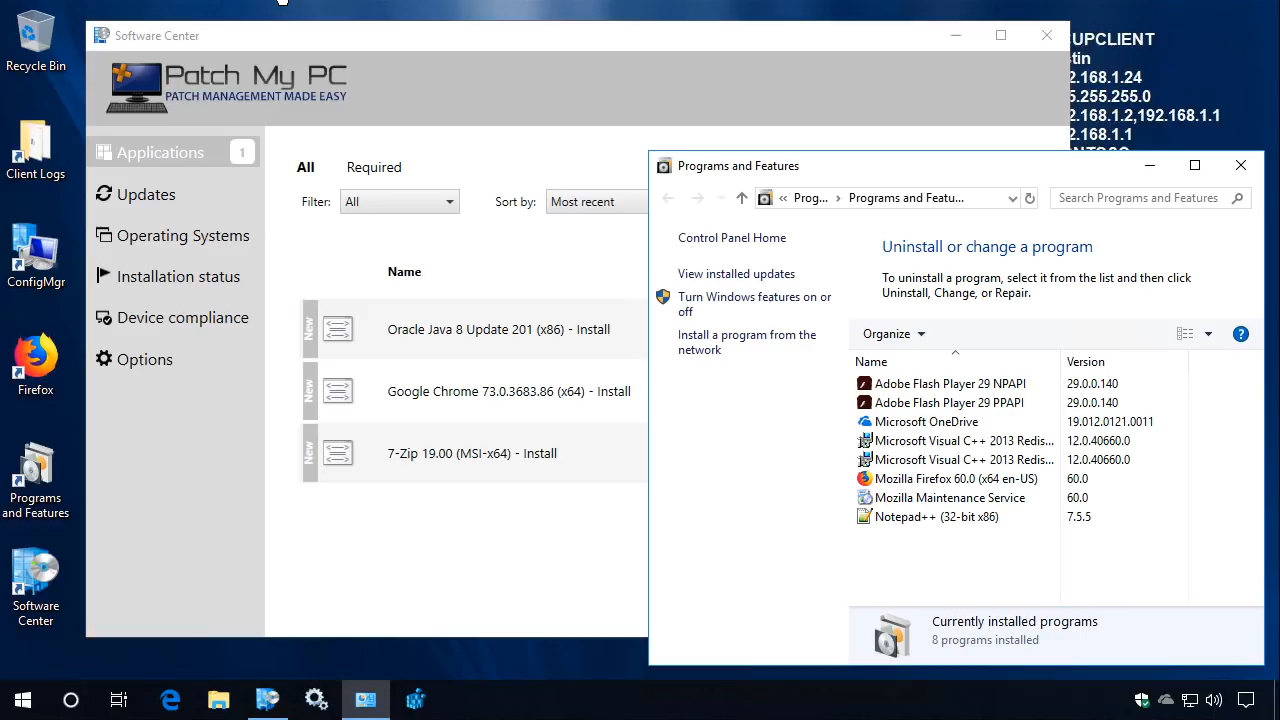 Recycle Bin
Client Logs
ConfigMgr
Firefox
Programs
and Features
Software
Center
Software Center
Patch My PC
PATCH MANAGEMENT MADE EASY
Applications
1
Updates
Operating Systems
Installation status
Device compliance
Options
All
Required
Filter:
All
Sort by:
Most recent
Name
New
Oracle Java 8 Update 201 (x86) - Install
New
Google Chrome 73.0.3683.86 (x64) - Install
New
7-Zip 19.00 (MSI-x64) - Install
UPCLIENT
tin
2.168.1.24
5.255.255.0
2.168.1.2,192.168.1.1
2.168.1.1
Programs and Features
« Prog... › Programs and Featu...
Search Programs and Features
Control Panel Home
View installed updates
Turn Windows features on or
off
Install a program from the
network
Uninstall or change a program
To uninstall a program, select it from the list and then click
Uninstall, Change, or Repair.
Organize
?
Name Version
Adobe Flash Player 29 NPAPI 29.0.0.140
Adobe Flash Player 29 PPAPI 29.0.0.140
Microsoft OneDrive 19.012.0121.0011
Microsoft Visual C++ 2013 Redis... 12.0.40660.0
Microsoft Visual C++ 2013 Redis... 12.0.40660.0
Mozilla Firefox 60.0 (x64 en-US) 60.0
Mozilla Maintenance Service 60.0
Notepad++ (32-bit x86) 7.5.5
Currently installed programs
8 programs installed